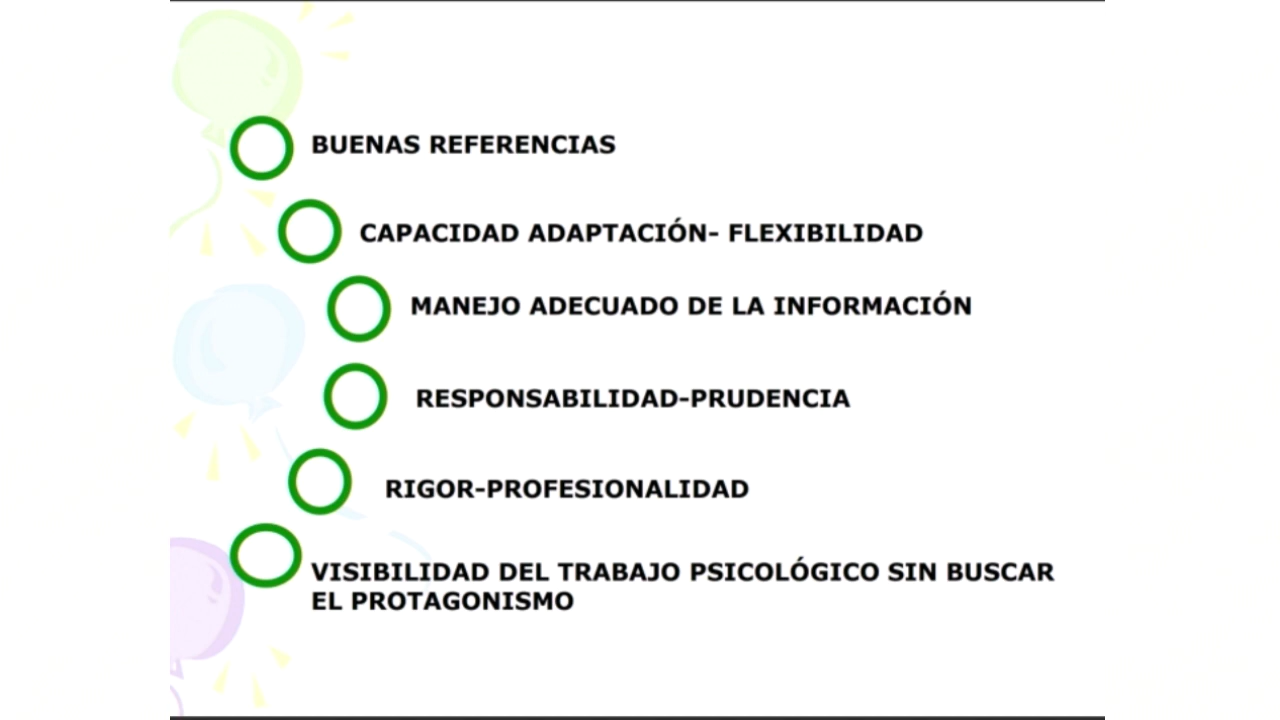 BUENAS REFERENCIAS
CAPACIDAD ADAPTACIÓN- FLEXIBILIDAD
MANEJO ADECUADO DE LA INFORMACIÓN
RESPONSABILIDAD-PRUDENCIA
RIGOR-PROFESIONALIDAD
VISIBILIDAD DEL TRABAJO PSICOLÓGICO SIN BUSCAR
EL PROTAGONISMO